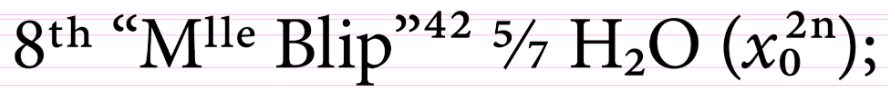 8ᵗʰ “Mˡˡᵉ Blip”⁴² ⁵⁄₇ H₂O (x₀²ⁿ);